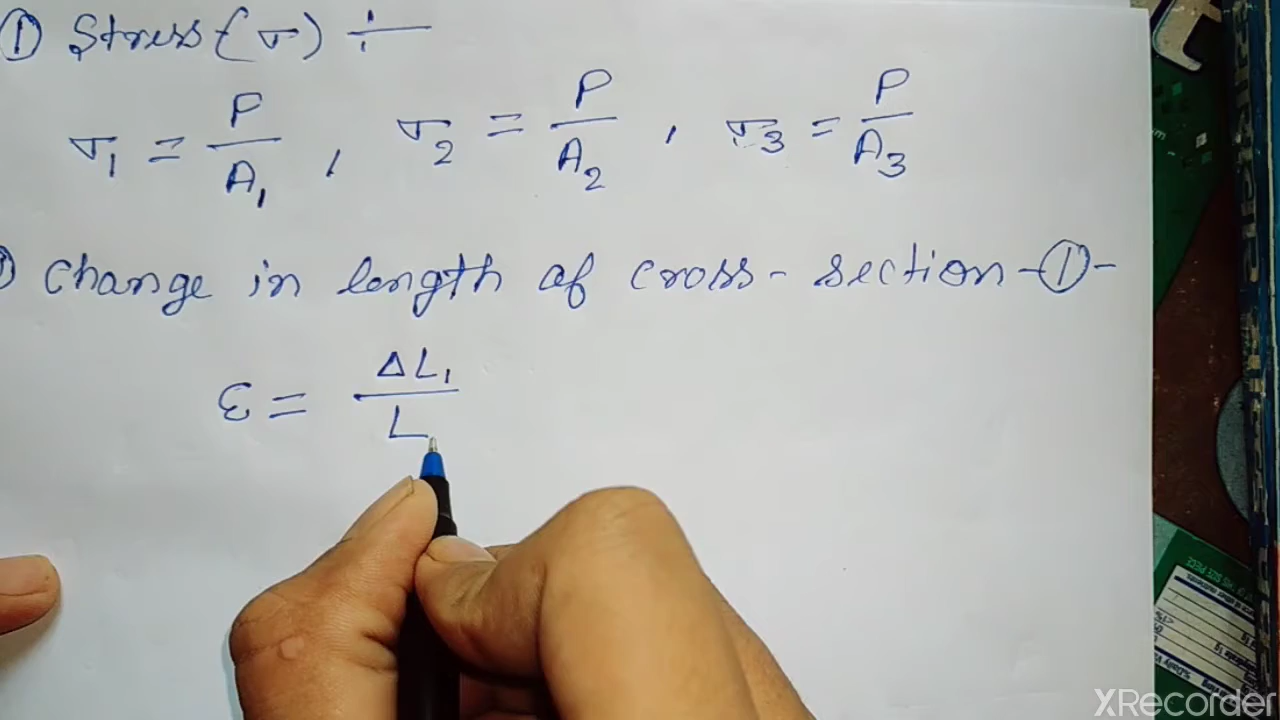 ① Stress (σ) ÷
σ₁ = P/A₁ , σ₂ = P/A₂ , σ₃ = P/A₃
Change in length of cross-section-①-
ε = ΔL₁/L
XRecorder